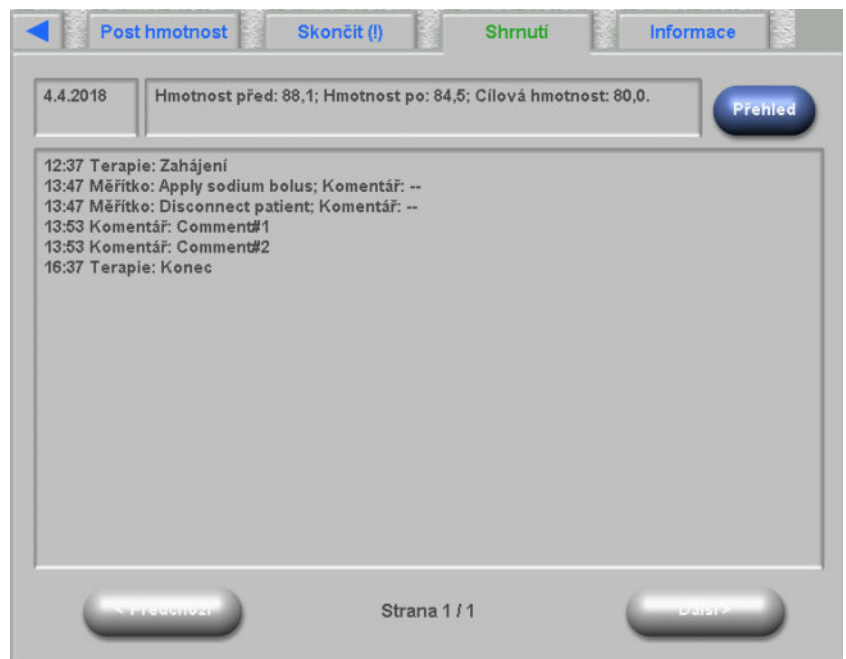 Post hmotnost
Skončit (!)
Shrnutí
Informace
4.4.2018
Hmotnost před: 88,1; Hmotnost po: 84,5; Cílová hmotnost: 80,0.
Přehled
12:37 Terapie: Zahájení
13:47 Měřítko: Apply sodium bolus; Komentář: --
13:47 Měřítko: Disconnect patient; Komentář: --
13:53 Komentář: Comment#1
13:53 Komentář: Comment#2
16:37 Terapie: Konec
< Předchozí
Strana 1 / 1
Další >